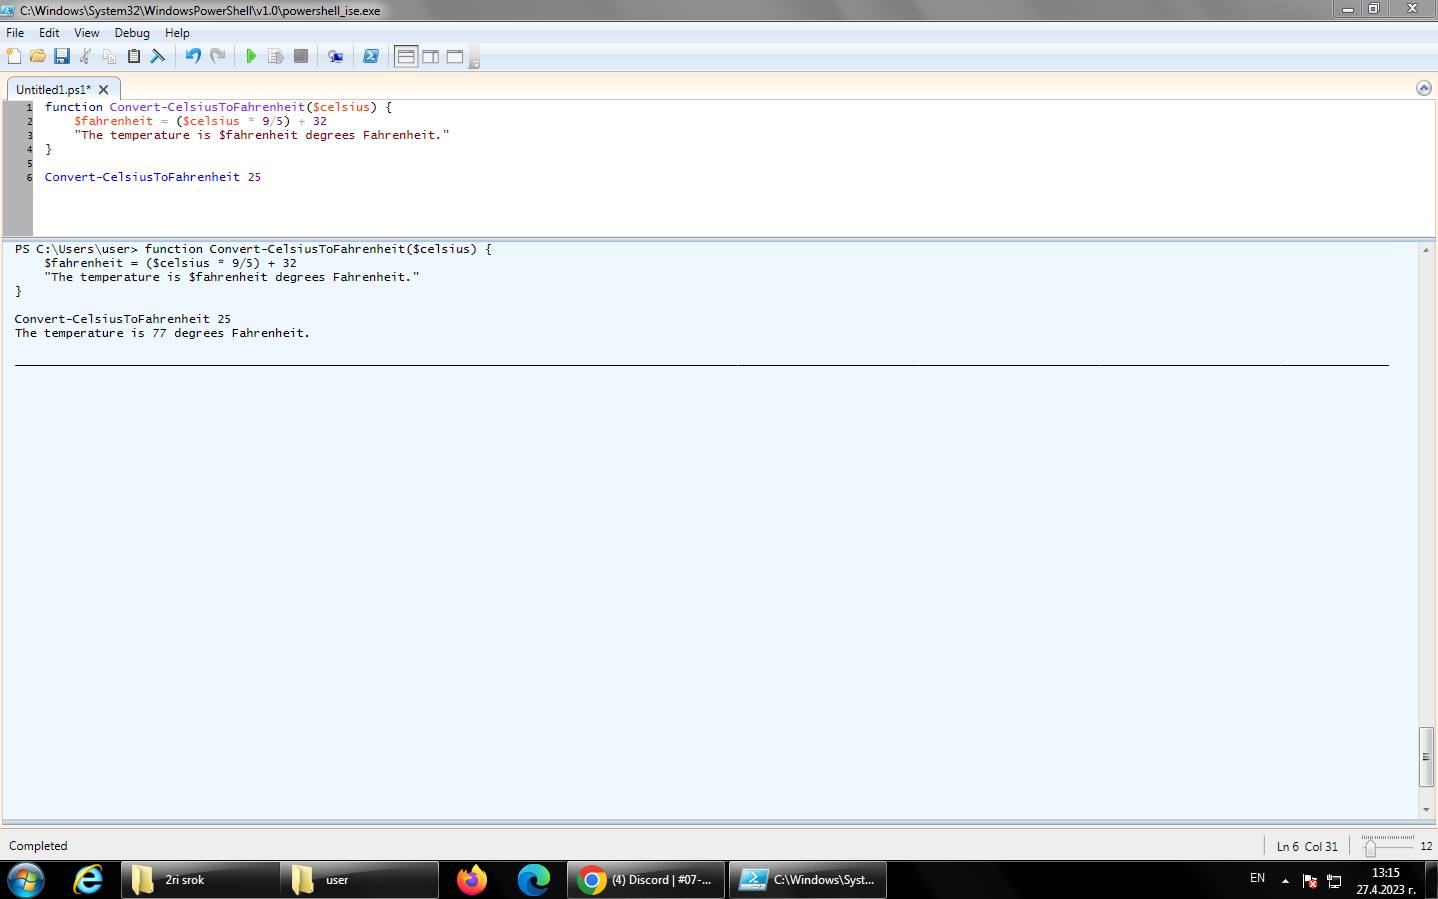 C:\Windows\System32\WindowsPowerShell\v1.0\powershell_ise.exe
File Edit View Debug Help
Untitled1.ps1*
1 function Convert-CelsiusToFahrenheit($celsius) {
2     $fahrenheit = ($celsius * 9/5) + 32
3     "The temperature is $fahrenheit degrees Fahrenheit."
4 }
5
6 Convert-CelsiusToFahrenheit 25
PS C:\Users\user> function Convert-CelsiusToFahrenheit($celsius) {
    $fahrenheit = ($celsius * 9/5) + 32
    "The temperature is $fahrenheit degrees Fahrenheit."
}
Convert-CelsiusToFahrenheit 25
The temperature is 77 degrees Fahrenheit.
Completed
Ln 6 Col 31
12
2ri srok
user
(4) Discord | #07-...
C:\Windows\Syst...
EN
13:15
27.4.2023 г.